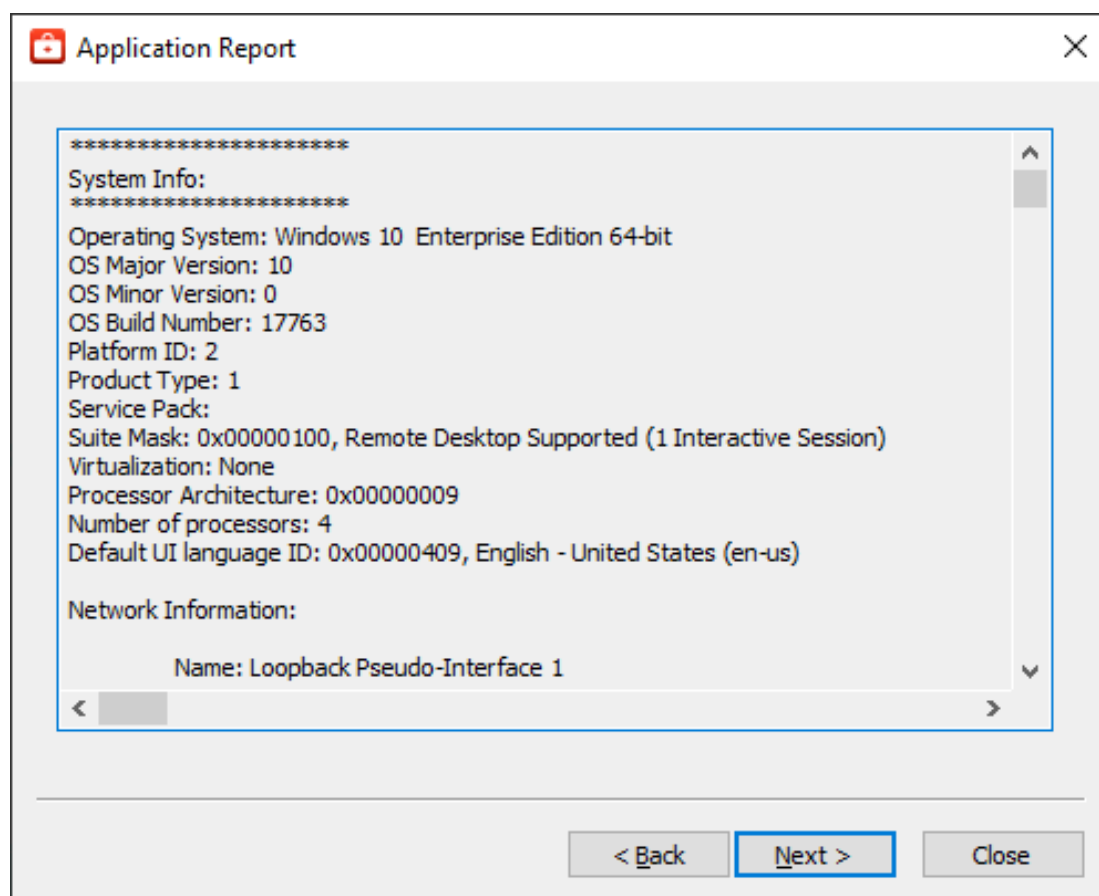 Application Report
*********************
System Info:
*********************
Operating System: Windows 10  Enterprise Edition 64-bit
OS Major Version: 10
OS Minor Version: 0
OS Build Number: 17763
Platform ID: 2
Product Type: 1
Service Pack:
Suite Mask: 0x00000100, Remote Desktop Supported (1 Interactive Session)
Virtualization: None
Processor Architecture: 0x00000009
Number of processors: 4
Default UI language ID: 0x00000409, English - United States (en-us)
Network Information:
Name: Loopback Pseudo-Interface 1
< Back
Next >
Close